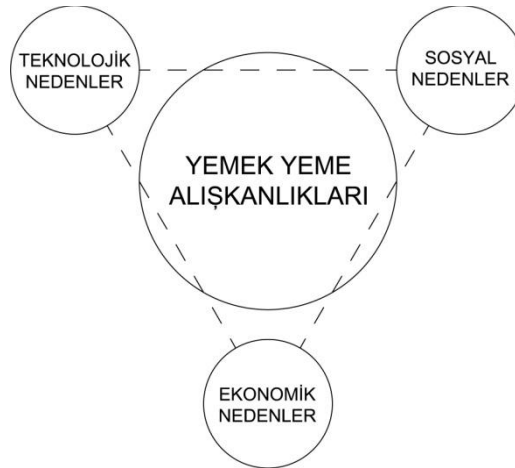 TEKNOLOJİK
NEDENLER
SOSYAL
NEDENLER
YEMEK YEME
ALIŞKANLIKLARI
EKONOMİK
NEDENLER